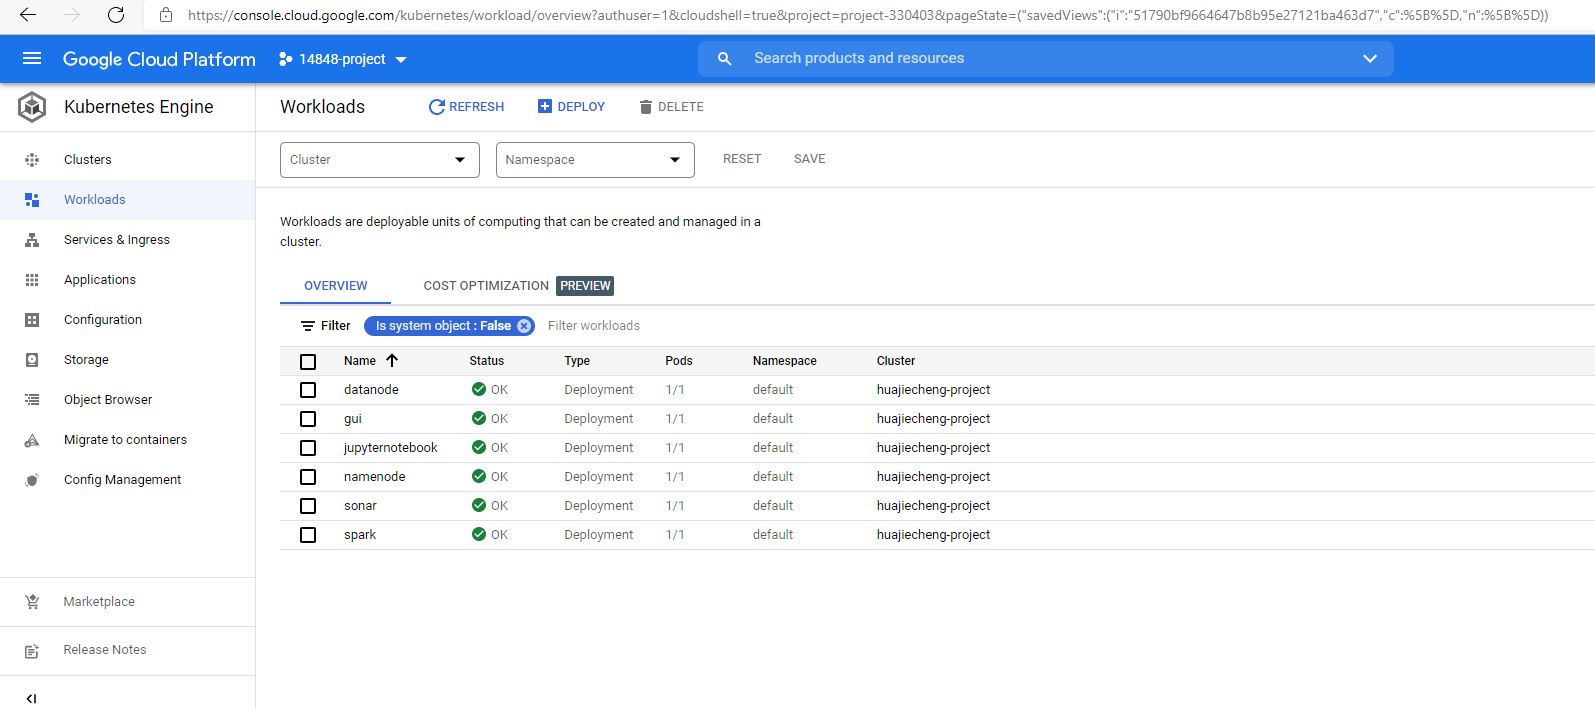 https://console.cloud.google.com/kubernetes/workload/overview?authuser=1&cloudshell=true&project=project-330403&pageState=("savedViews":("i":"51790bf9664647b8b95e27121ba463d7","c":%5B%5D,"n":%5B%5D))
Google Cloud Platform 14848-project Search products and resources
Kubernetes Engine Workloads REFRESH DEPLOY DELETE
Clusters Cluster Namespace RESET SAVE
Workloads
Workloads are deployable units of computing that can be created and managed in a
cluster.
Services & Ingress
Applications OVERVIEW COST OPTIMIZATION PREVIEW
Configuration Filter Is system object : False Filter workloads
Storage Name Status Type Pods Namespace Cluster
datanode OK Deployment 1/1 default huajiecheng-project
Object Browser
gui OK Deployment 1/1 default huajiecheng-project
Migrate to containers jupyternotebook OK Deployment 1/1 default huajiecheng-project
Config Management namenode OK Deployment 1/1 default huajiecheng-project
sonar OK Deployment 1/1 default huajiecheng-project
spark OK Deployment 1/1 default huajiecheng-project
Marketplace
Release Notes